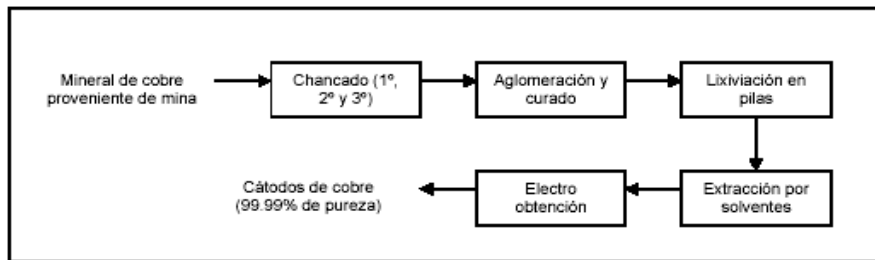 Mineral de cobre
proveniente de mina
Chancado (1º,
2º y 3º)
Aglomeración y
curado
Lixiviación en
pilas
Extracción por
solventes
Electro
obtención
Cátodos de cobre
(99.99% de pureza)